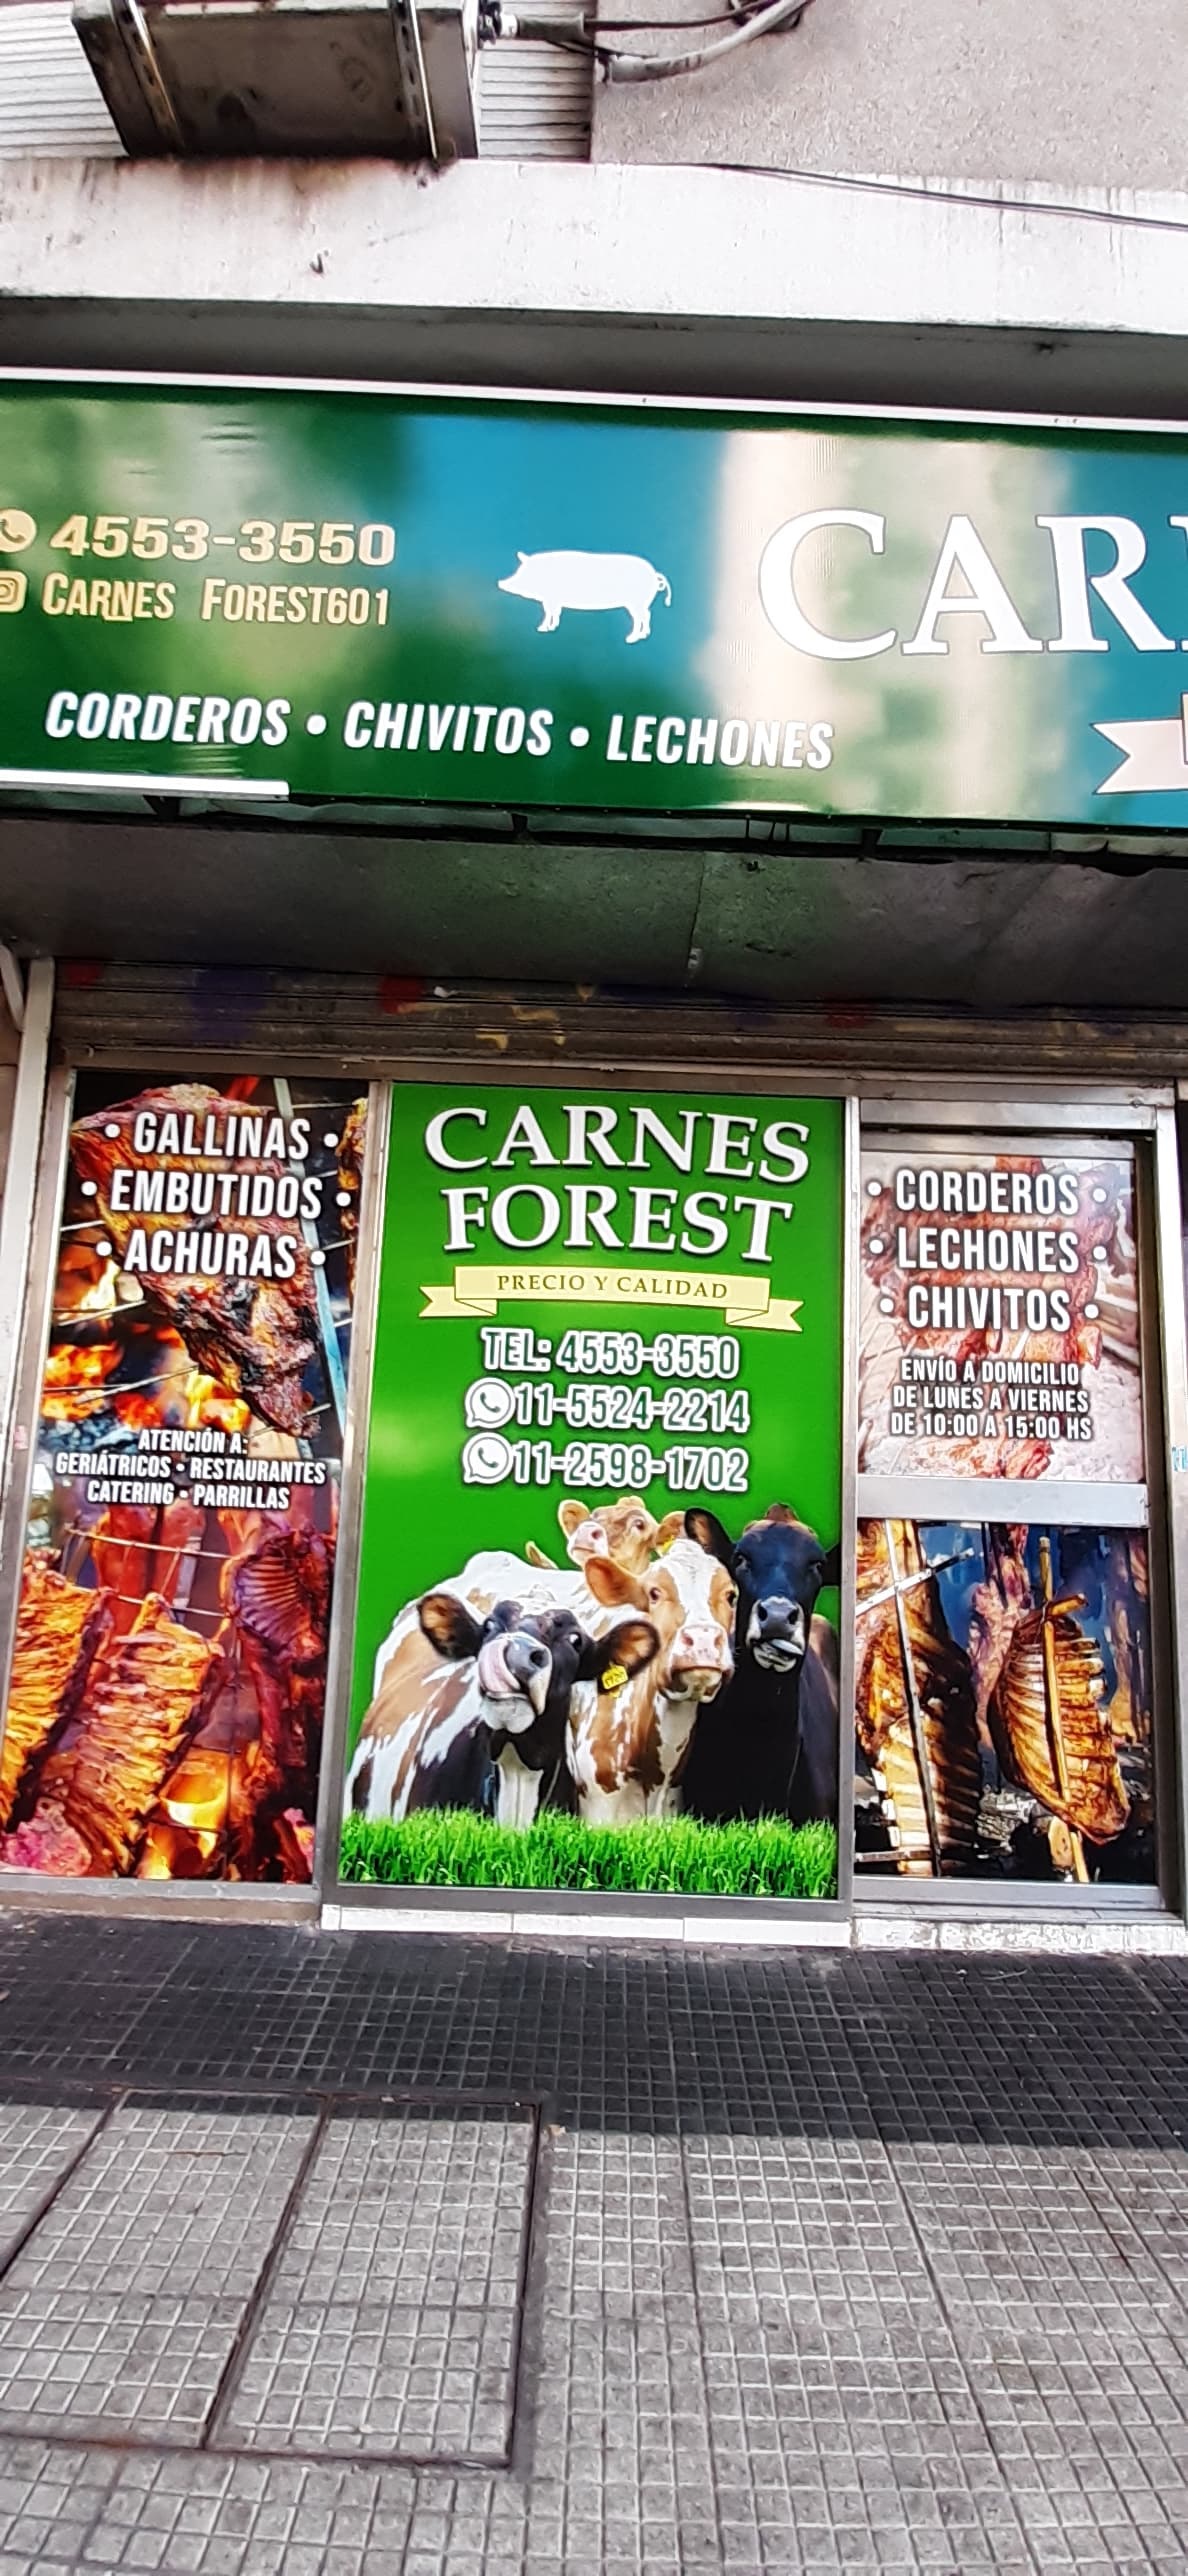 4553-3550
CARNES FOREST601
CORDEROS • CHIVITOS • LECHONES
• GALLINAS •
• EMBUTIDOS •
• ACHURAS •
ATENCIÓN A:
GERIÁTRICOS • RESTAURANTES
CATERING • PARRILLAS
CARNES
FOREST
PRECIO Y CALIDAD
TEL: 4553-3550
11-5524-2214
11-2598-1702
• CORDEROS •
• LECHONES •
• CHIVITOS •
ENVÍO A DOMICILIO
DE LUNES A VIERNES
DE 10:00 A 15:00 HS